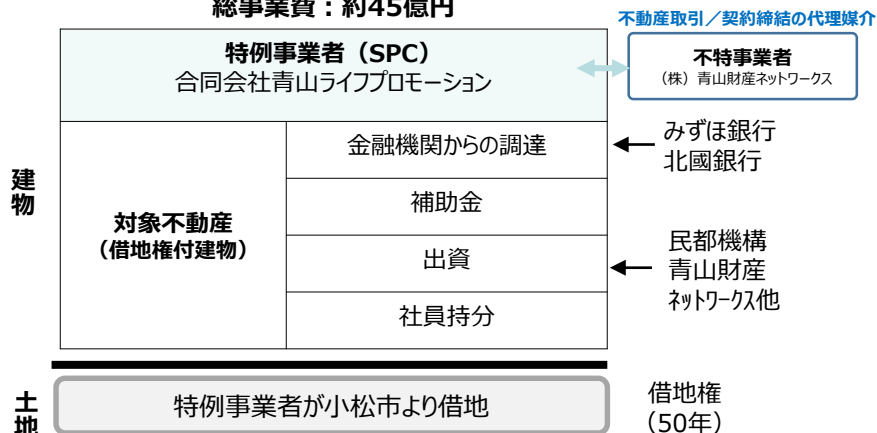 総事業費：約45億円
不動産取引／契約締結の代理媒介
特例事業者（SPC）
合同会社青山ライフプロモーション
不特事業者
（株）青山財産ネットワークス
建物
対象不動産
（借地権付建物）
金融機関からの調達
補助金
出資
社員持分
みずほ銀行
北國銀行
民都機構
青山財産
ネットワークス他
土地
特例事業者が小松市より借地
借地権
（50年）